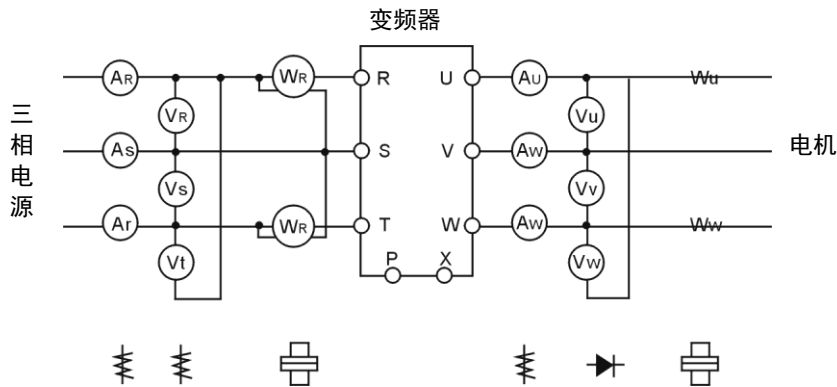 变频器
AR WR R U AU Wu
VR Vu
三相电源
As S V Aw 电机
Vs Vv
Ar WR T W Aw Ww
P X
Vt Vw